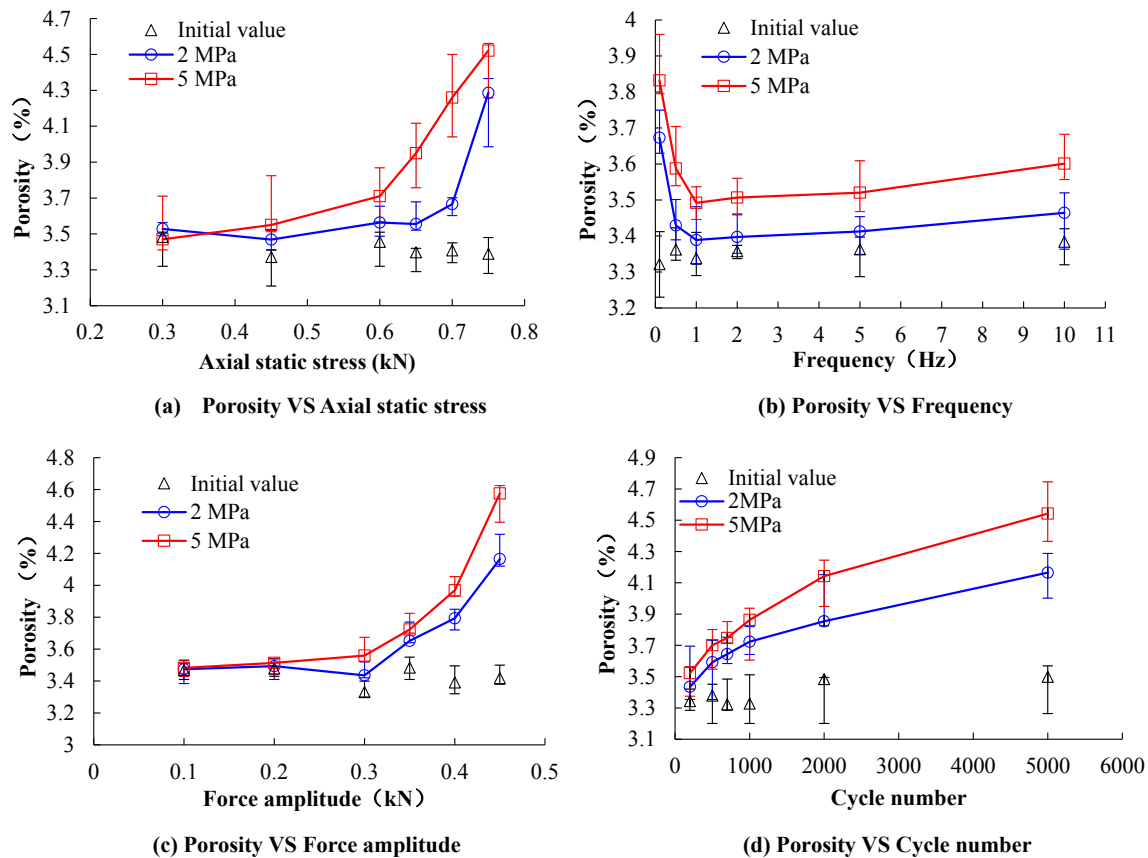 4.7
4.5
4.3
4.1
3.9
3.7
3.5
3.3
3.1
0.2 0.3 0.4 0.5 0.6 0.7 0.8
Porosity（%）
Axial static stress (kN)
Initial value
2 MPa
5 MPa
(a) Porosity VS Axial static stress
4
3.9
3.8
3.7
3.6
3.5
3.4
3.3
3.2
0 1 2 3 4 5 6 7 8 9 10 11
Porosity（%）
Frequency（Hz）
Initial value
2 MPa
5 MPa
(b) Porosity VS Frequency
4.8
4.6
4.4
4.2
4
3.8
3.6
3.4
3.2
3
0 0.1 0.2 0.3 0.4 0.5
Porosity（%）
Force amplitude（kN）
Initial value
2 MPa
5 MPa
(c) Porosity VS Force amplitude
4.9
4.7
4.5
4.3
4.1
3.9
3.7
3.5
3.3
3.1
0 1000 2000 3000 4000 5000 6000
Porosity（%）
Cycle number
Initial value
2MPa
5MPa
(d) Porosity VS Cycle number